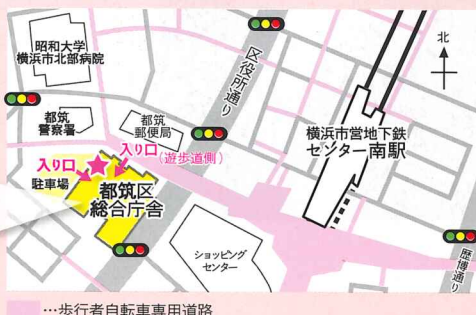 昭和大学
横浜市北部病院
区役所通り
北
都筑
警察署
都筑
郵便局
横浜市営地下鉄
センター南駅
入り口
入り口(遊歩道側)
駐車場
都筑区
総合庁舎
ショッピング
センター
歴博通り
…歩行者自転車専用道路